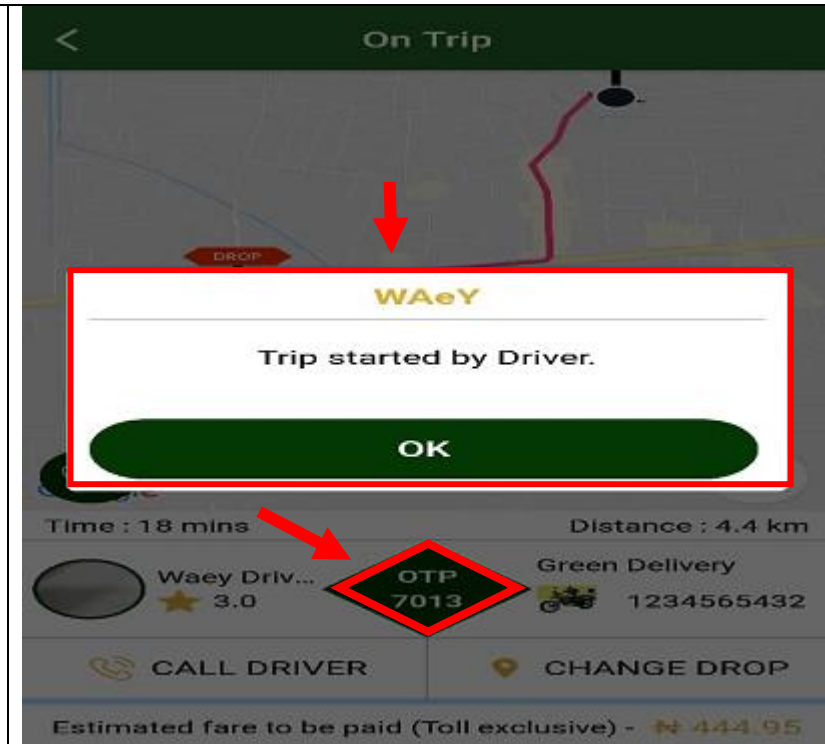 < On Trip
DROP
WAeY
Trip started by Driver.
OK
Time : 18 mins
Distance : 4.4 km
Waey Driv...
3.0
OTP
7013
Green Delivery
1234565432
CALL DRIVER
CHANGE DROP
Estimated fare to be paid (Toll exclusive) - ₦ 444.95